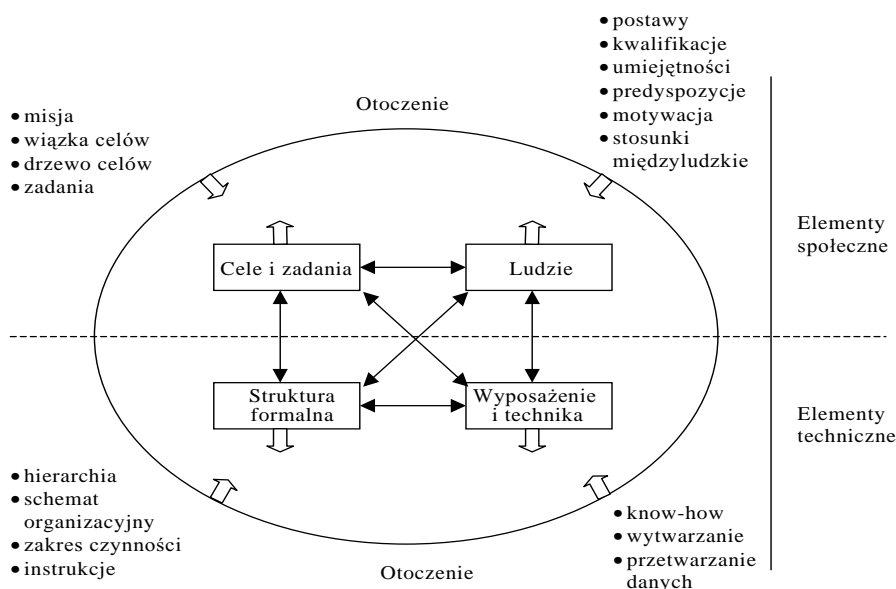 • postawy
• kwalifikacje
• umiejętności
• predyspozycje
• motywacja
• stosunki
międzyludzkie
Otoczenie
• misja
• wiązka celów
• drzewo celów
• zadania
Elementy
społeczne
Cele i zadania
Ludzie
Struktura
formalna
Wyposażenie
i technika
Elementy
techniczne
• hierarchia
• schemat
organizacyjny
• zakres czynności
• instrukcje
• know-how
• wytwarzanie
• przetwarzanie
danych
Otoczenie